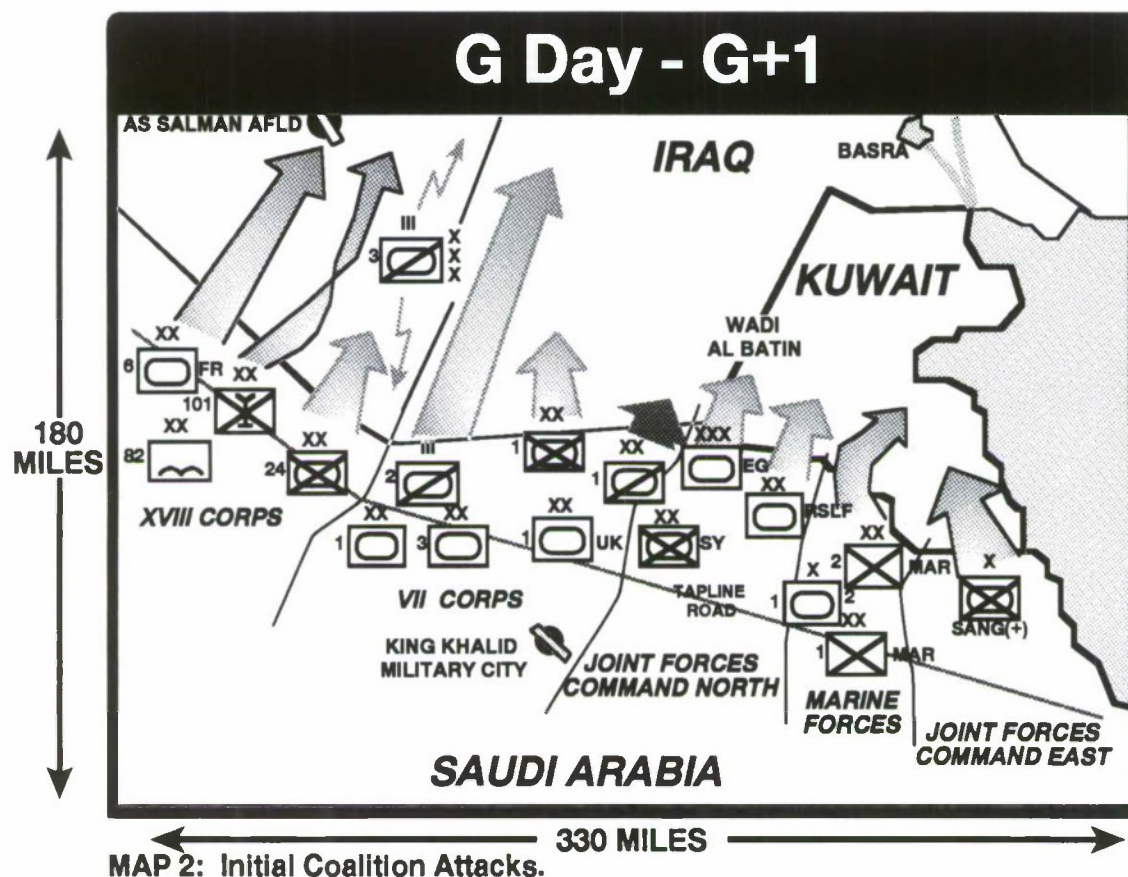 G Day - G+1
AS SALMAN AFLD
IRAQ
BASRA
III
3
X
X
X
KUWAIT
WADI
AL BATIN
XX
6
FR
XX
101
XX
82
XX
24
XVIII CORPS
III
2
XX
1
XX
3
XX
1
XX
1
UK
XX
1
XXX
EG
XX
SY
XX
RSLF
VII CORPS
TAPLINE
ROAD
XX
2
MAR
X
1
2
XX
1
MAR
X
SANG(+)
KING KHALID
MILITARY CITY
JOINT FORCES
COMMAND NORTH
MARINE
FORCES
JOINT FORCES
COMMAND EAST
SAUDI ARABIA
180
MILES
330 MILES
MAP 2: Initial Coalition Attacks.